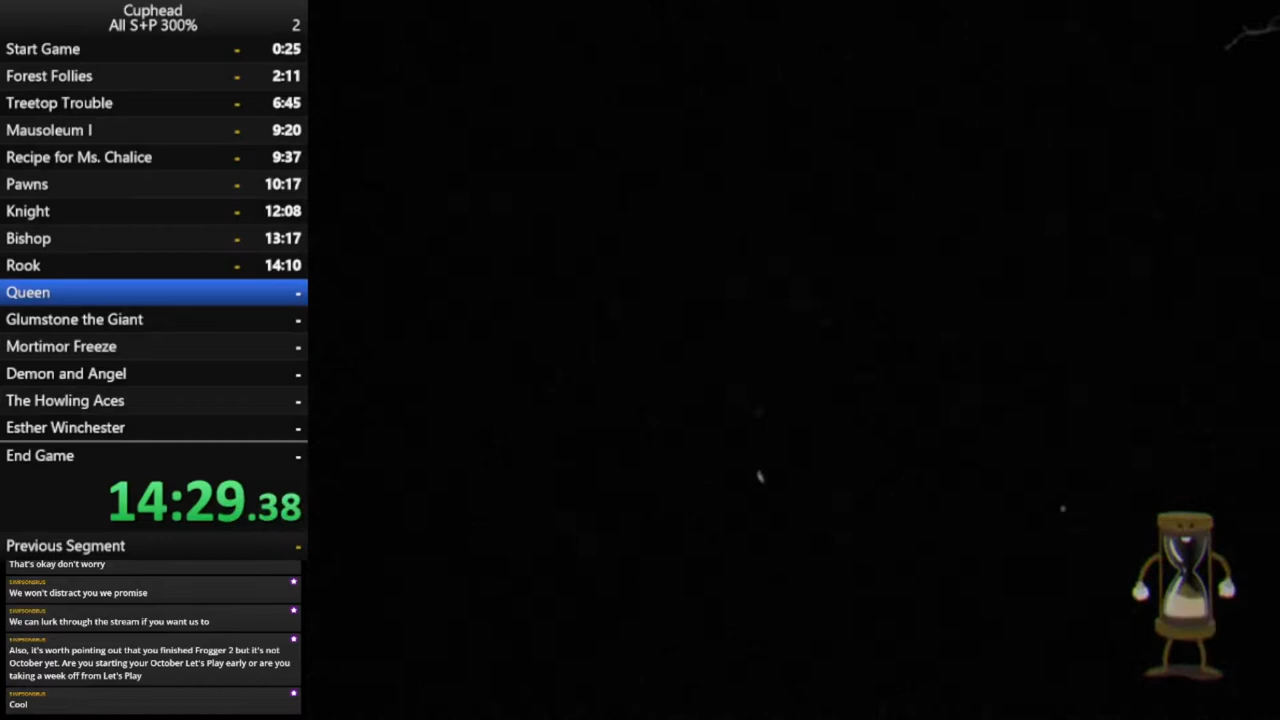 Cuphead
All S+P 300% 2
Start Game - 0:25
Forest Follies - 2:11
Treetop Trouble - 6:45
Mausoleum I - 9:20
Recipe for Ms. Chalice - 9:37
Pawns - 10:17
Knight - 12:08
Bishop - 13:17
Rook - 14:10
Queen -
Glumstone the Giant -
Mortimor Freeze -
Demon and Angel -
The Howling Aces -
Esther Winchester -
End Game -
14:29.38
Previous Segment -
That's okay don't worry
We won't distract you we promise
We can lurk through the stream if you want us to
Also, it's worth pointing out that you finished Frogger 2 but it's not
October yet. Are you starting your October Let's Play early or are you
taking a week off from Let's Play
Cool